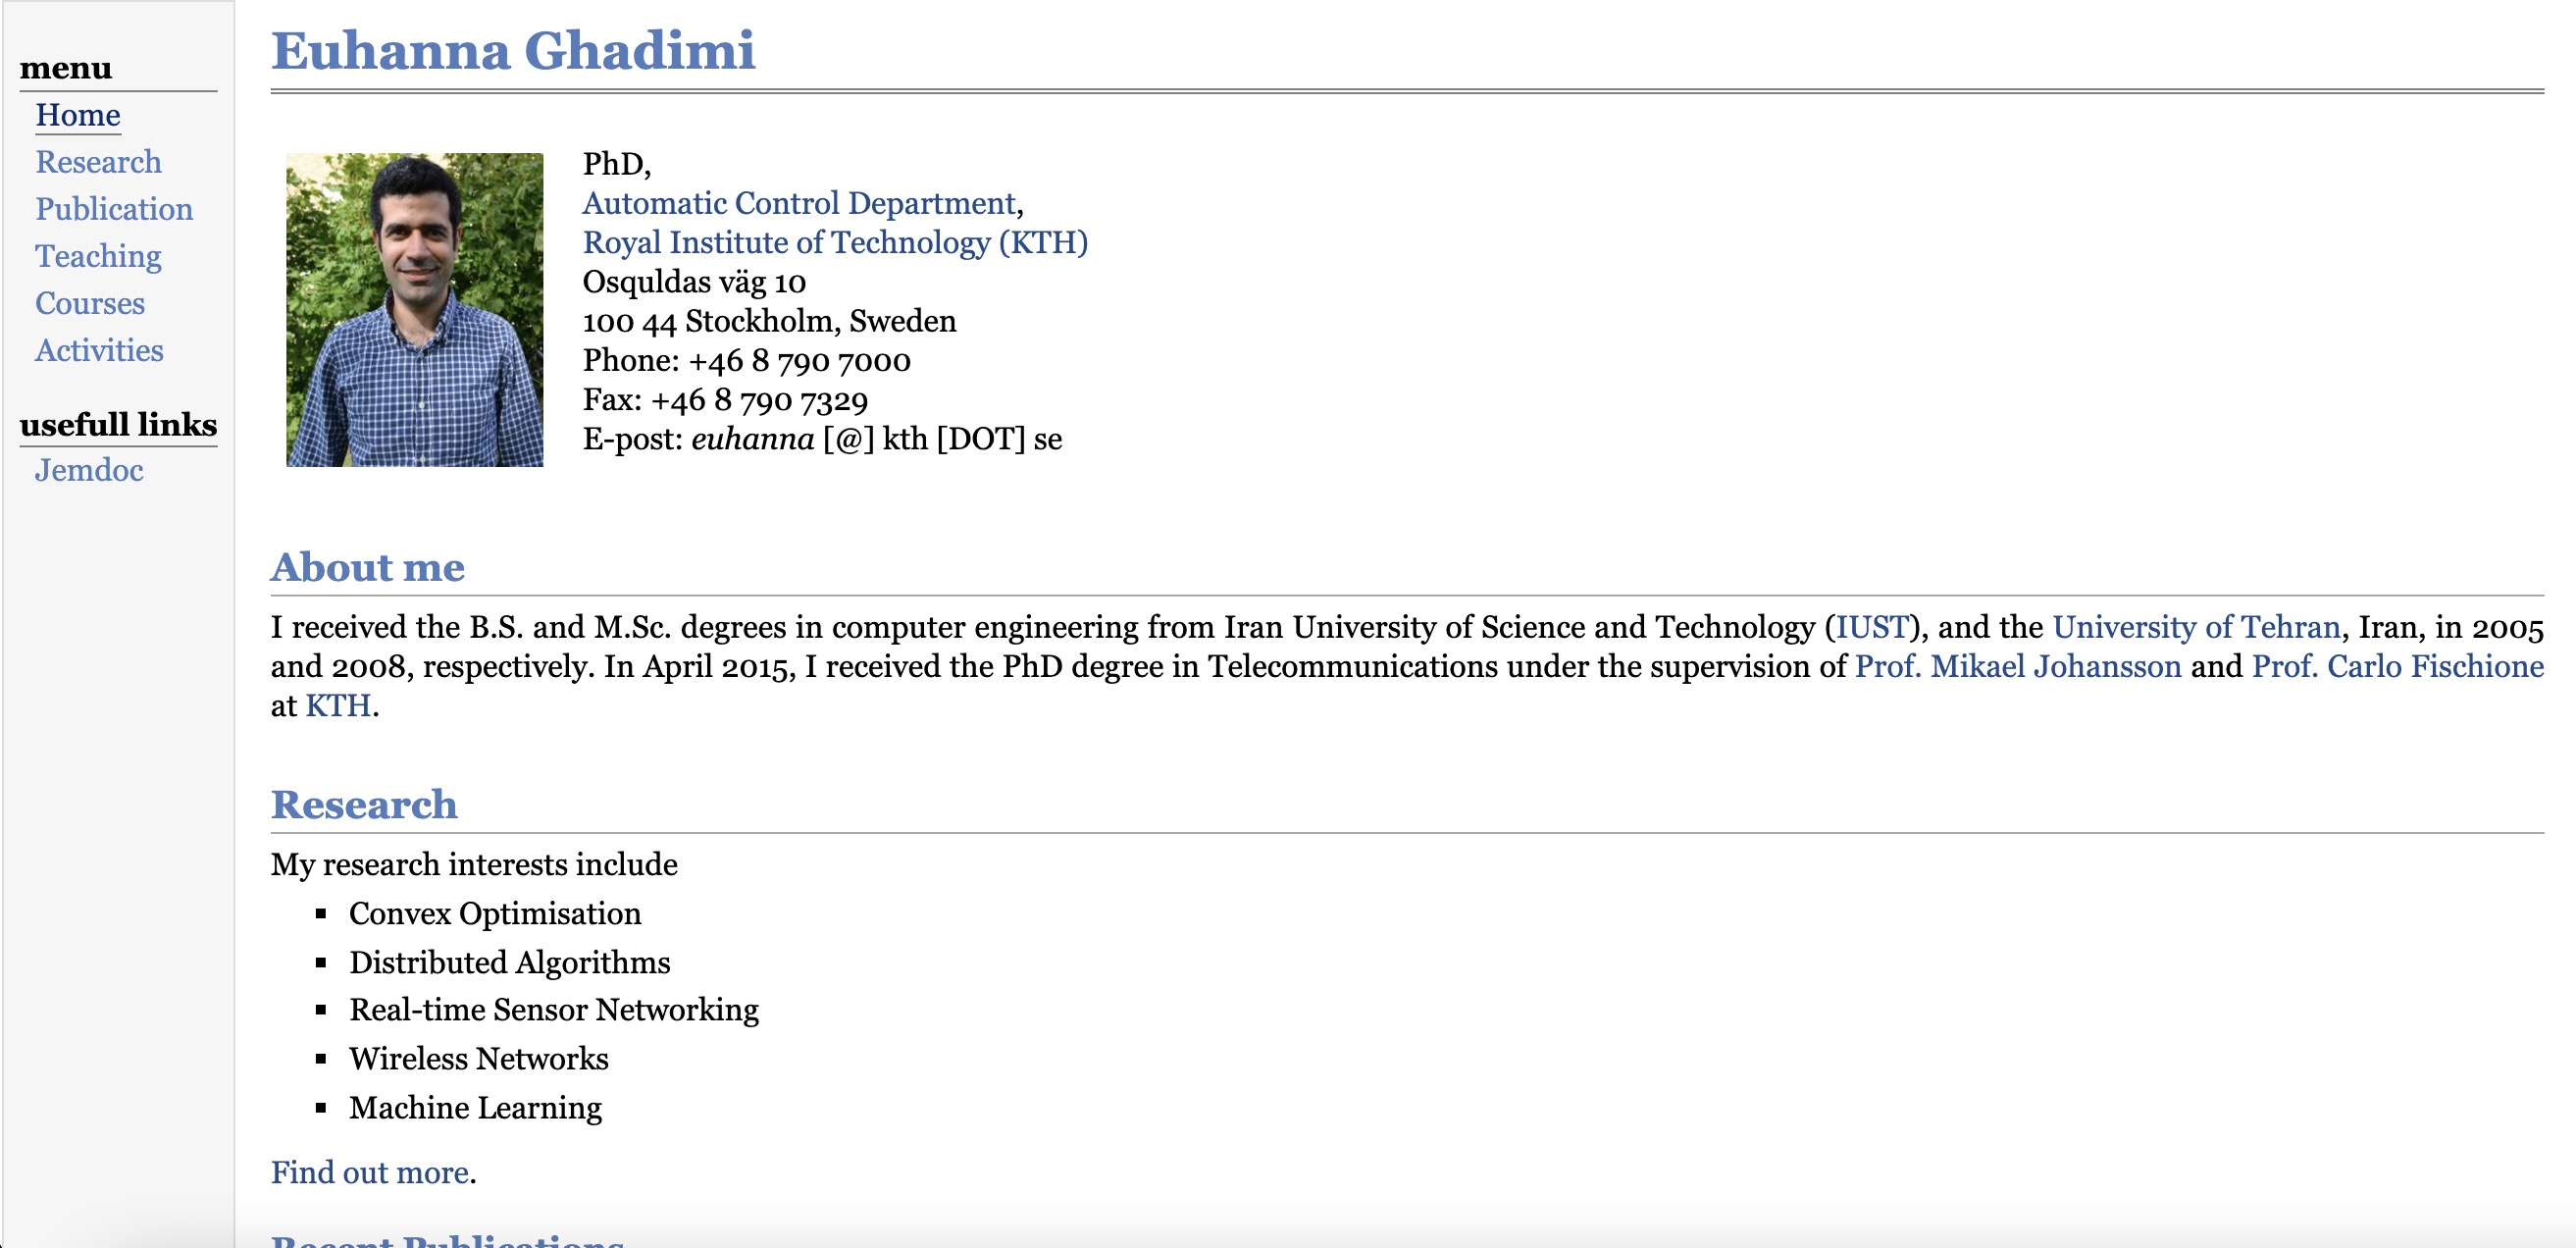 menu
Home
Research
Publication
Teaching
Courses
Activities
usefull links
Jemdoc
Euhanna Ghadimi
PhD,
Automatic Control Department,
Royal Institute of Technology (KTH)
Osquldas väg 10
100 44 Stockholm, Sweden
Phone: +46 8 790 7000
Fax: +46 8 790 7329
E-post: euhanna [@] kth [DOT] se
About me
I received the B.S. and M.Sc. degrees in computer engineering from Iran University of Science and Technology (IUST), and the University of Tehran, Iran, in 2005
and 2008, respectively. In April 2015, I received the PhD degree in Telecommunications under the supervision of Prof. Mikael Johansson and Prof. Carlo Fischione
at KTH.
Research
My research interests include
▪ Convex Optimisation
▪ Distributed Algorithms
▪ Real-time Sensor Networking
▪ Wireless Networks
▪ Machine Learning
Find out more.
Recent Publications